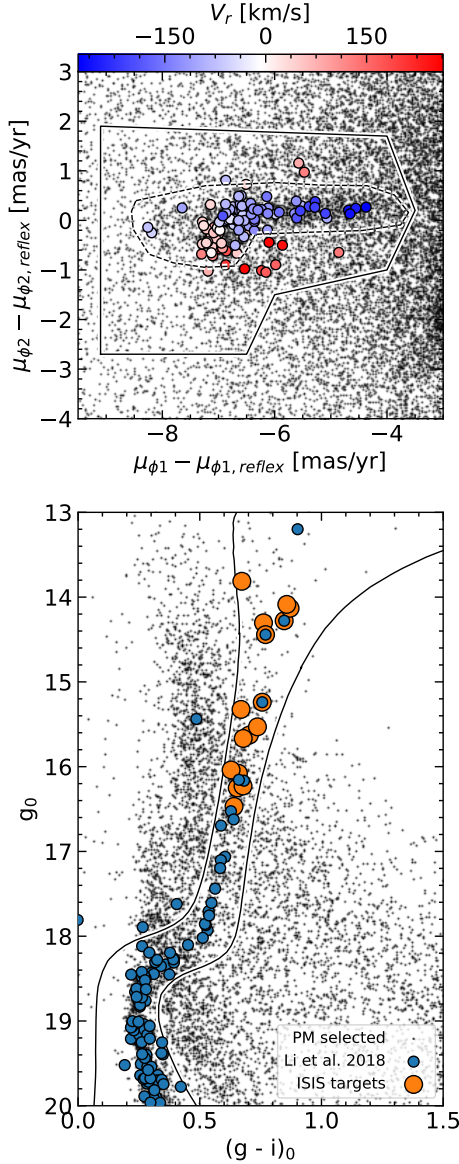 V_r [km/s]
−150 0 150
3
2
1
0
−1
−2
−3
−4
μ_ϕ2 − μ_ϕ2,reflex [mas/yr]
−8 −6 −4
μ_ϕ1 − μ_ϕ1,reflex [mas/yr]
13
14
15
16
17
18
19
20
g_0
PM selected
Li et al. 2018
ISIS targets
0.0 0.5 1.0 1.5
(g - i)_0